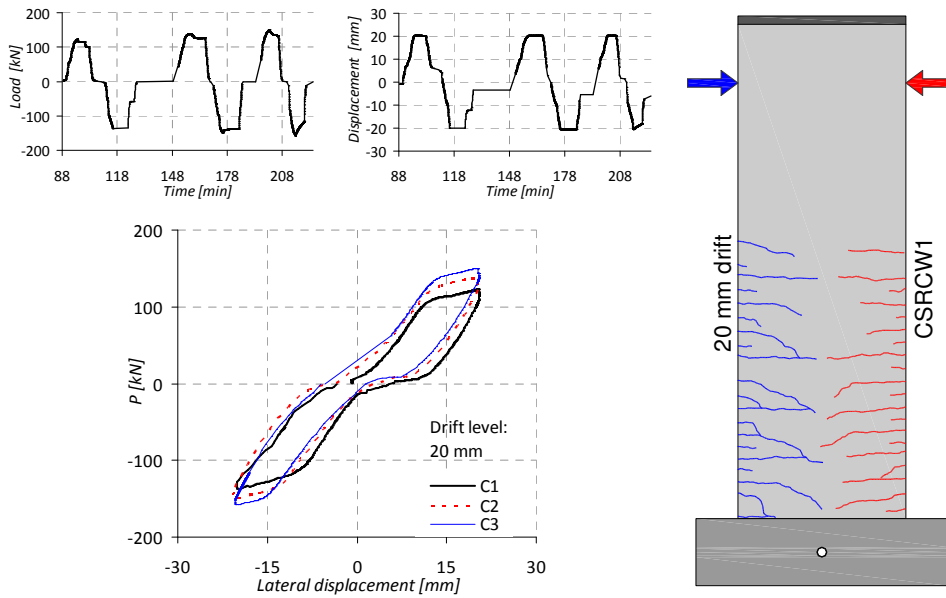 200
100
0
-100
-200
Load [kN]
88 118 148 178 208
Time [min]
30
20
10
0
-10
-20
-30
Displacement [mm]
88 118 148 178 208
Time [min]
200
100
0
-100
-200
P [kN]
Drift level:
20 mm
C1
C2
C3
-30 -15 0 15 30
Lateral displacement [mm]
20 mm drift
CSRCW1